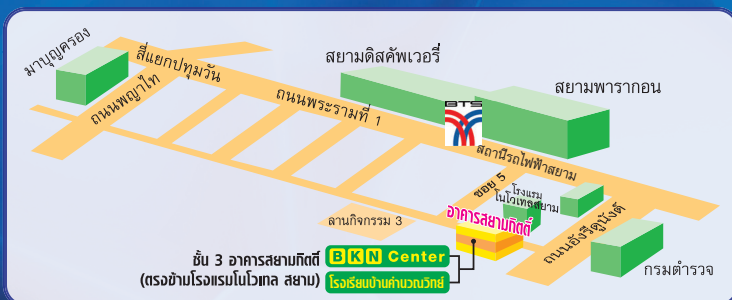 มาบุญครอง
สี่แยกปทุมวัน
ถนนพญาไท
ถนนพระรามที่ 1
สยามดิสคัพเวอรี่
สยามพารากอน
BTS
สถานีรถไฟฟ้าสยาม
ซอย 5
โรงแรม
โนโวเทลสยาม
อาคารสยามกิตติ์
ลานกิจกรรม 3
ถนนอังรีดูนังต์
กรมตำรวจ
ชั้น 3 อาคารสยามกิตติ์
(ตรงข้ามโรงแรมโนโวเทล สยาม)
BKN Center
โรงเรียนบ้านคำนวณวิทย์